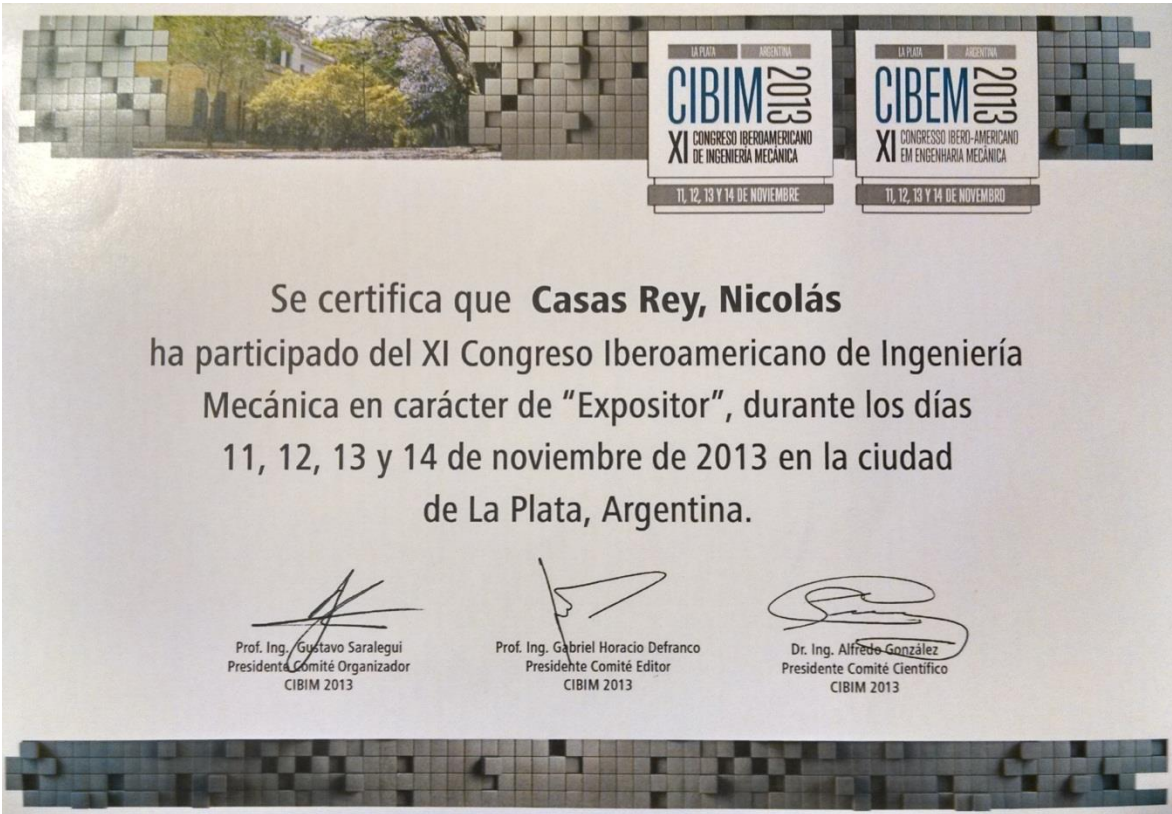 LA PLATA ARGENTINA
CIBIM 2013
XI CONGRESO IBEROAMERICANO
DE INGENIERÍA MECÁNICA
11, 12, 13 Y 14 DE NOVIEMBRE
LA PLATA ARGENTINA
CIBEM 2013
XI CONGRESSO IBERO-AMERICANO
EM ENGENHARIA MECÂNICA
11, 12, 13 Y 14 DE NOVEMBRO
Se certifica que Casas Rey, Nicolás
ha participado del XI Congreso Iberoamericano de Ingeniería
Mecánica en carácter de “Expositor”, durante los días
11, 12, 13 y 14 de noviembre de 2013 en la ciudad
de La Plata, Argentina.
Prof. Ing. Gustavo Saralegui
Presidente Comité Organizador
CIBIM 2013
Prof. Ing. Gabriel Horacio Defranco
Presidente Comité Editor
CIBIM 2013
Dr. Ing. Alfredo González
Presidente Comité Científico
CIBIM 2013